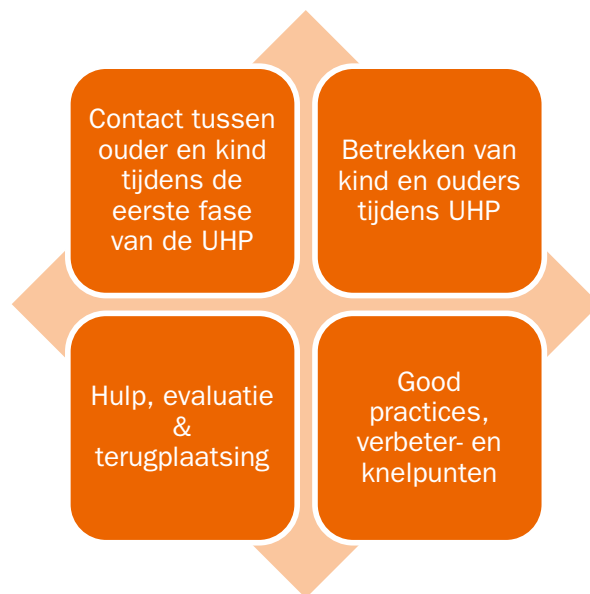 Contact tussen
ouder en kind
tijdens de
eerste fase
van de UHP
Betrekken van
kind en ouders
tijdens UHP
Hulp, evaluatie
&
terugplaatsing
Good
practices,
verbeter- en
knelpunten